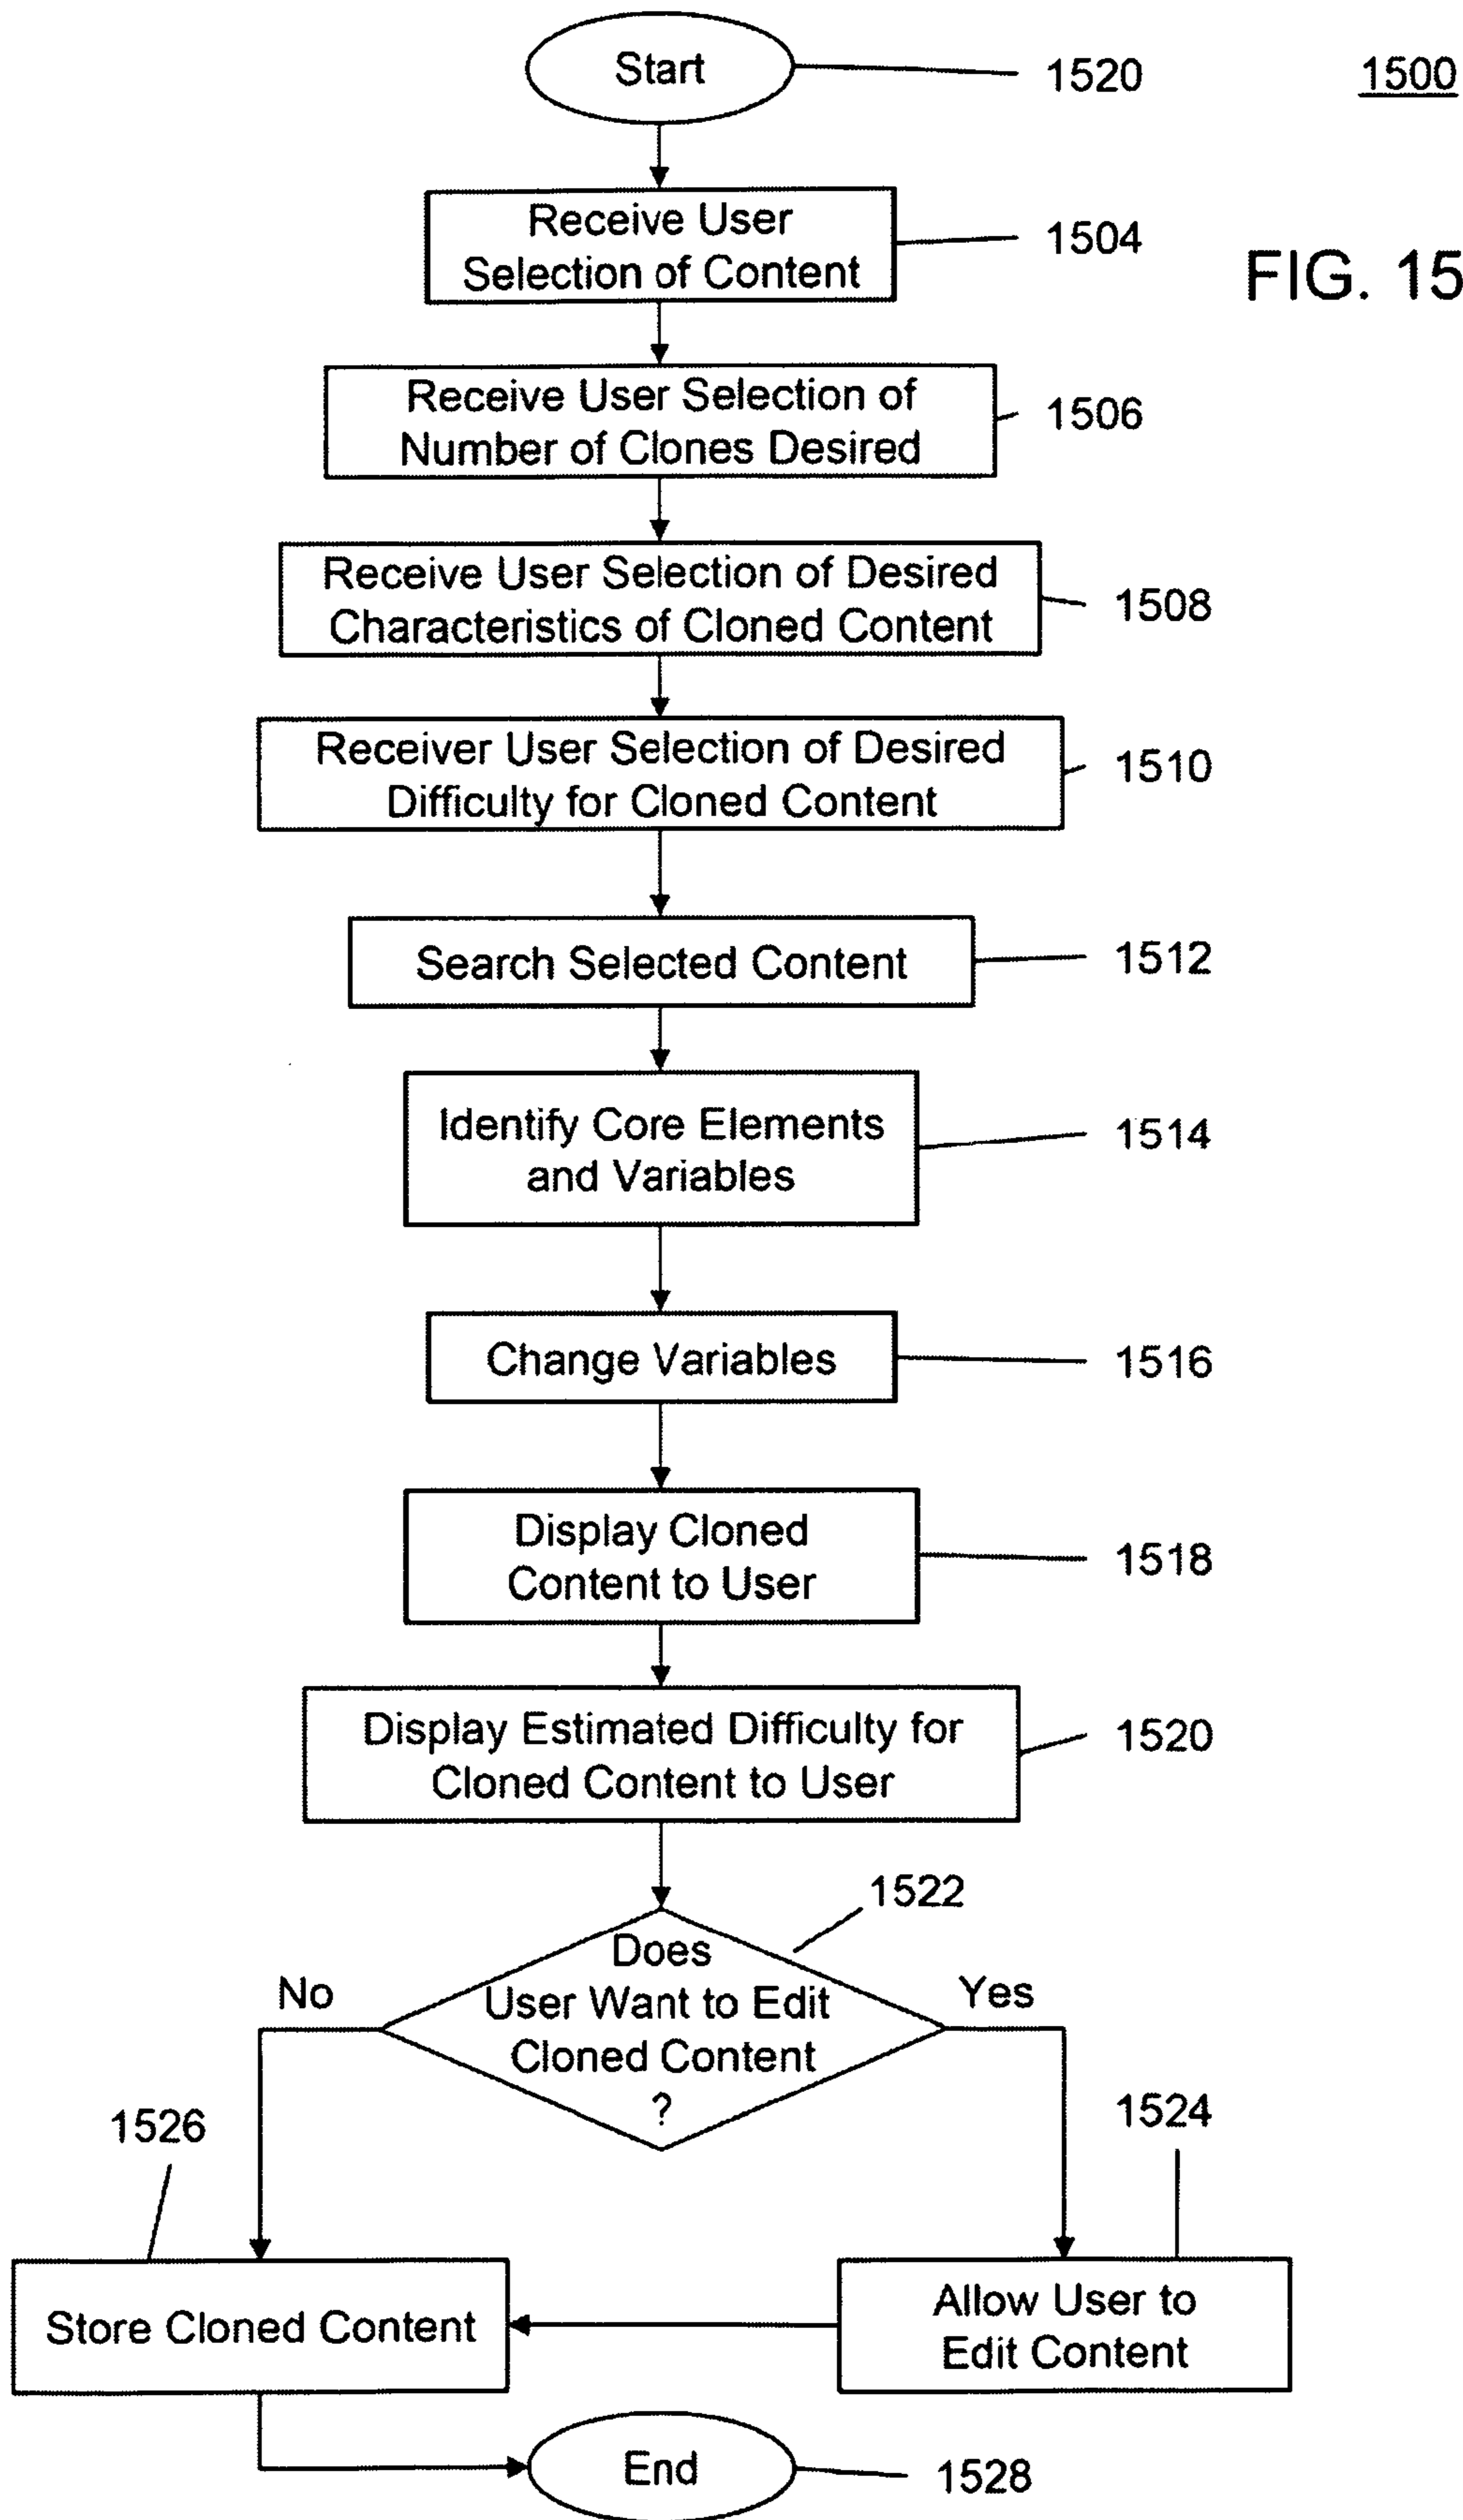 Start
1520
1500
Receive User
Selection of Content
1504
FIG. 15
Receive User Selection of
Number of Clones Desired
1506
Receive User Selection of Desired
Characteristics of Cloned Content
1508
Receiver User Selection of Desired
Difficulty for Cloned Content
1510
Search Selected Content
1512
Identify Core Elements
and Variables
1514
Change Variables
1516
Display Cloned
Content to User
1518
Display Estimated Difficulty for
Cloned Content to User
1520
1522
Does
User Want to Edit
Cloned Content
?
No
Yes
1526
1524
Store Cloned Content
Allow User to
Edit Content
End
1528